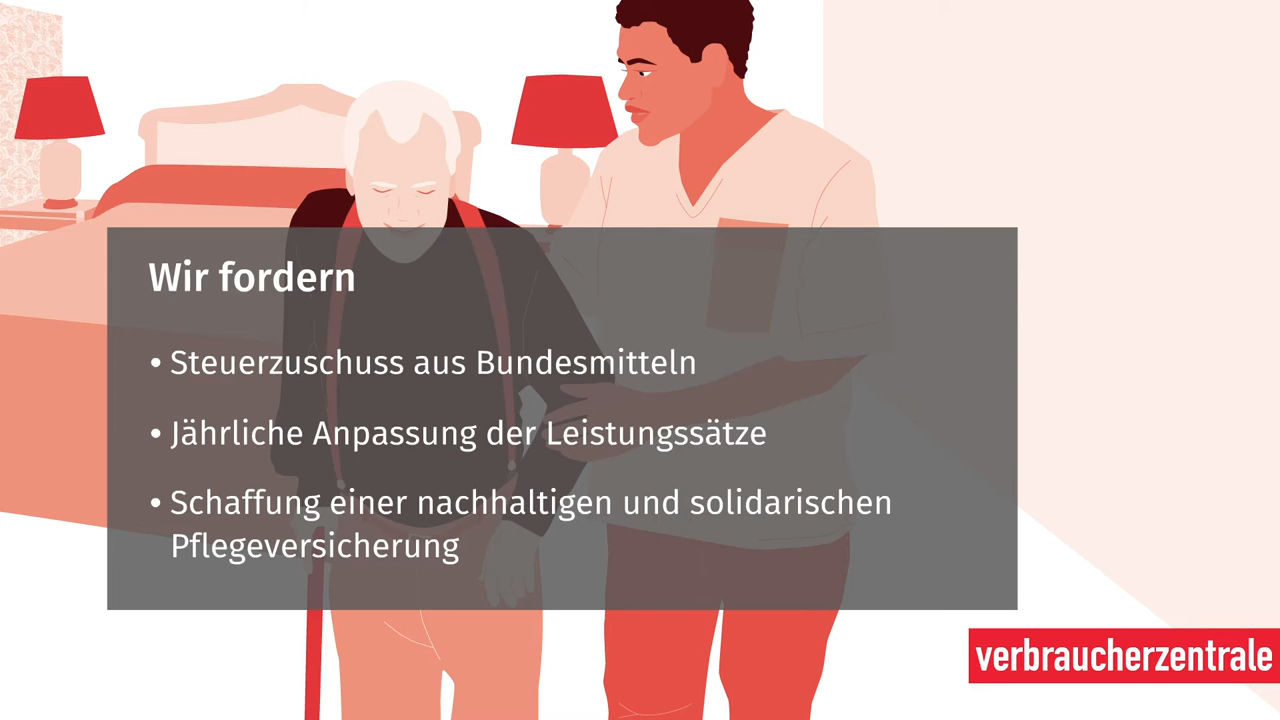 Wir fordern
• Steuerzuschuss aus Bundesmitteln
• Jährliche Anpassung der Leistungssätze
• Schaffung einer nachhaltigen und solidarischen
Pflegeversicherung
verbraucherzentrale